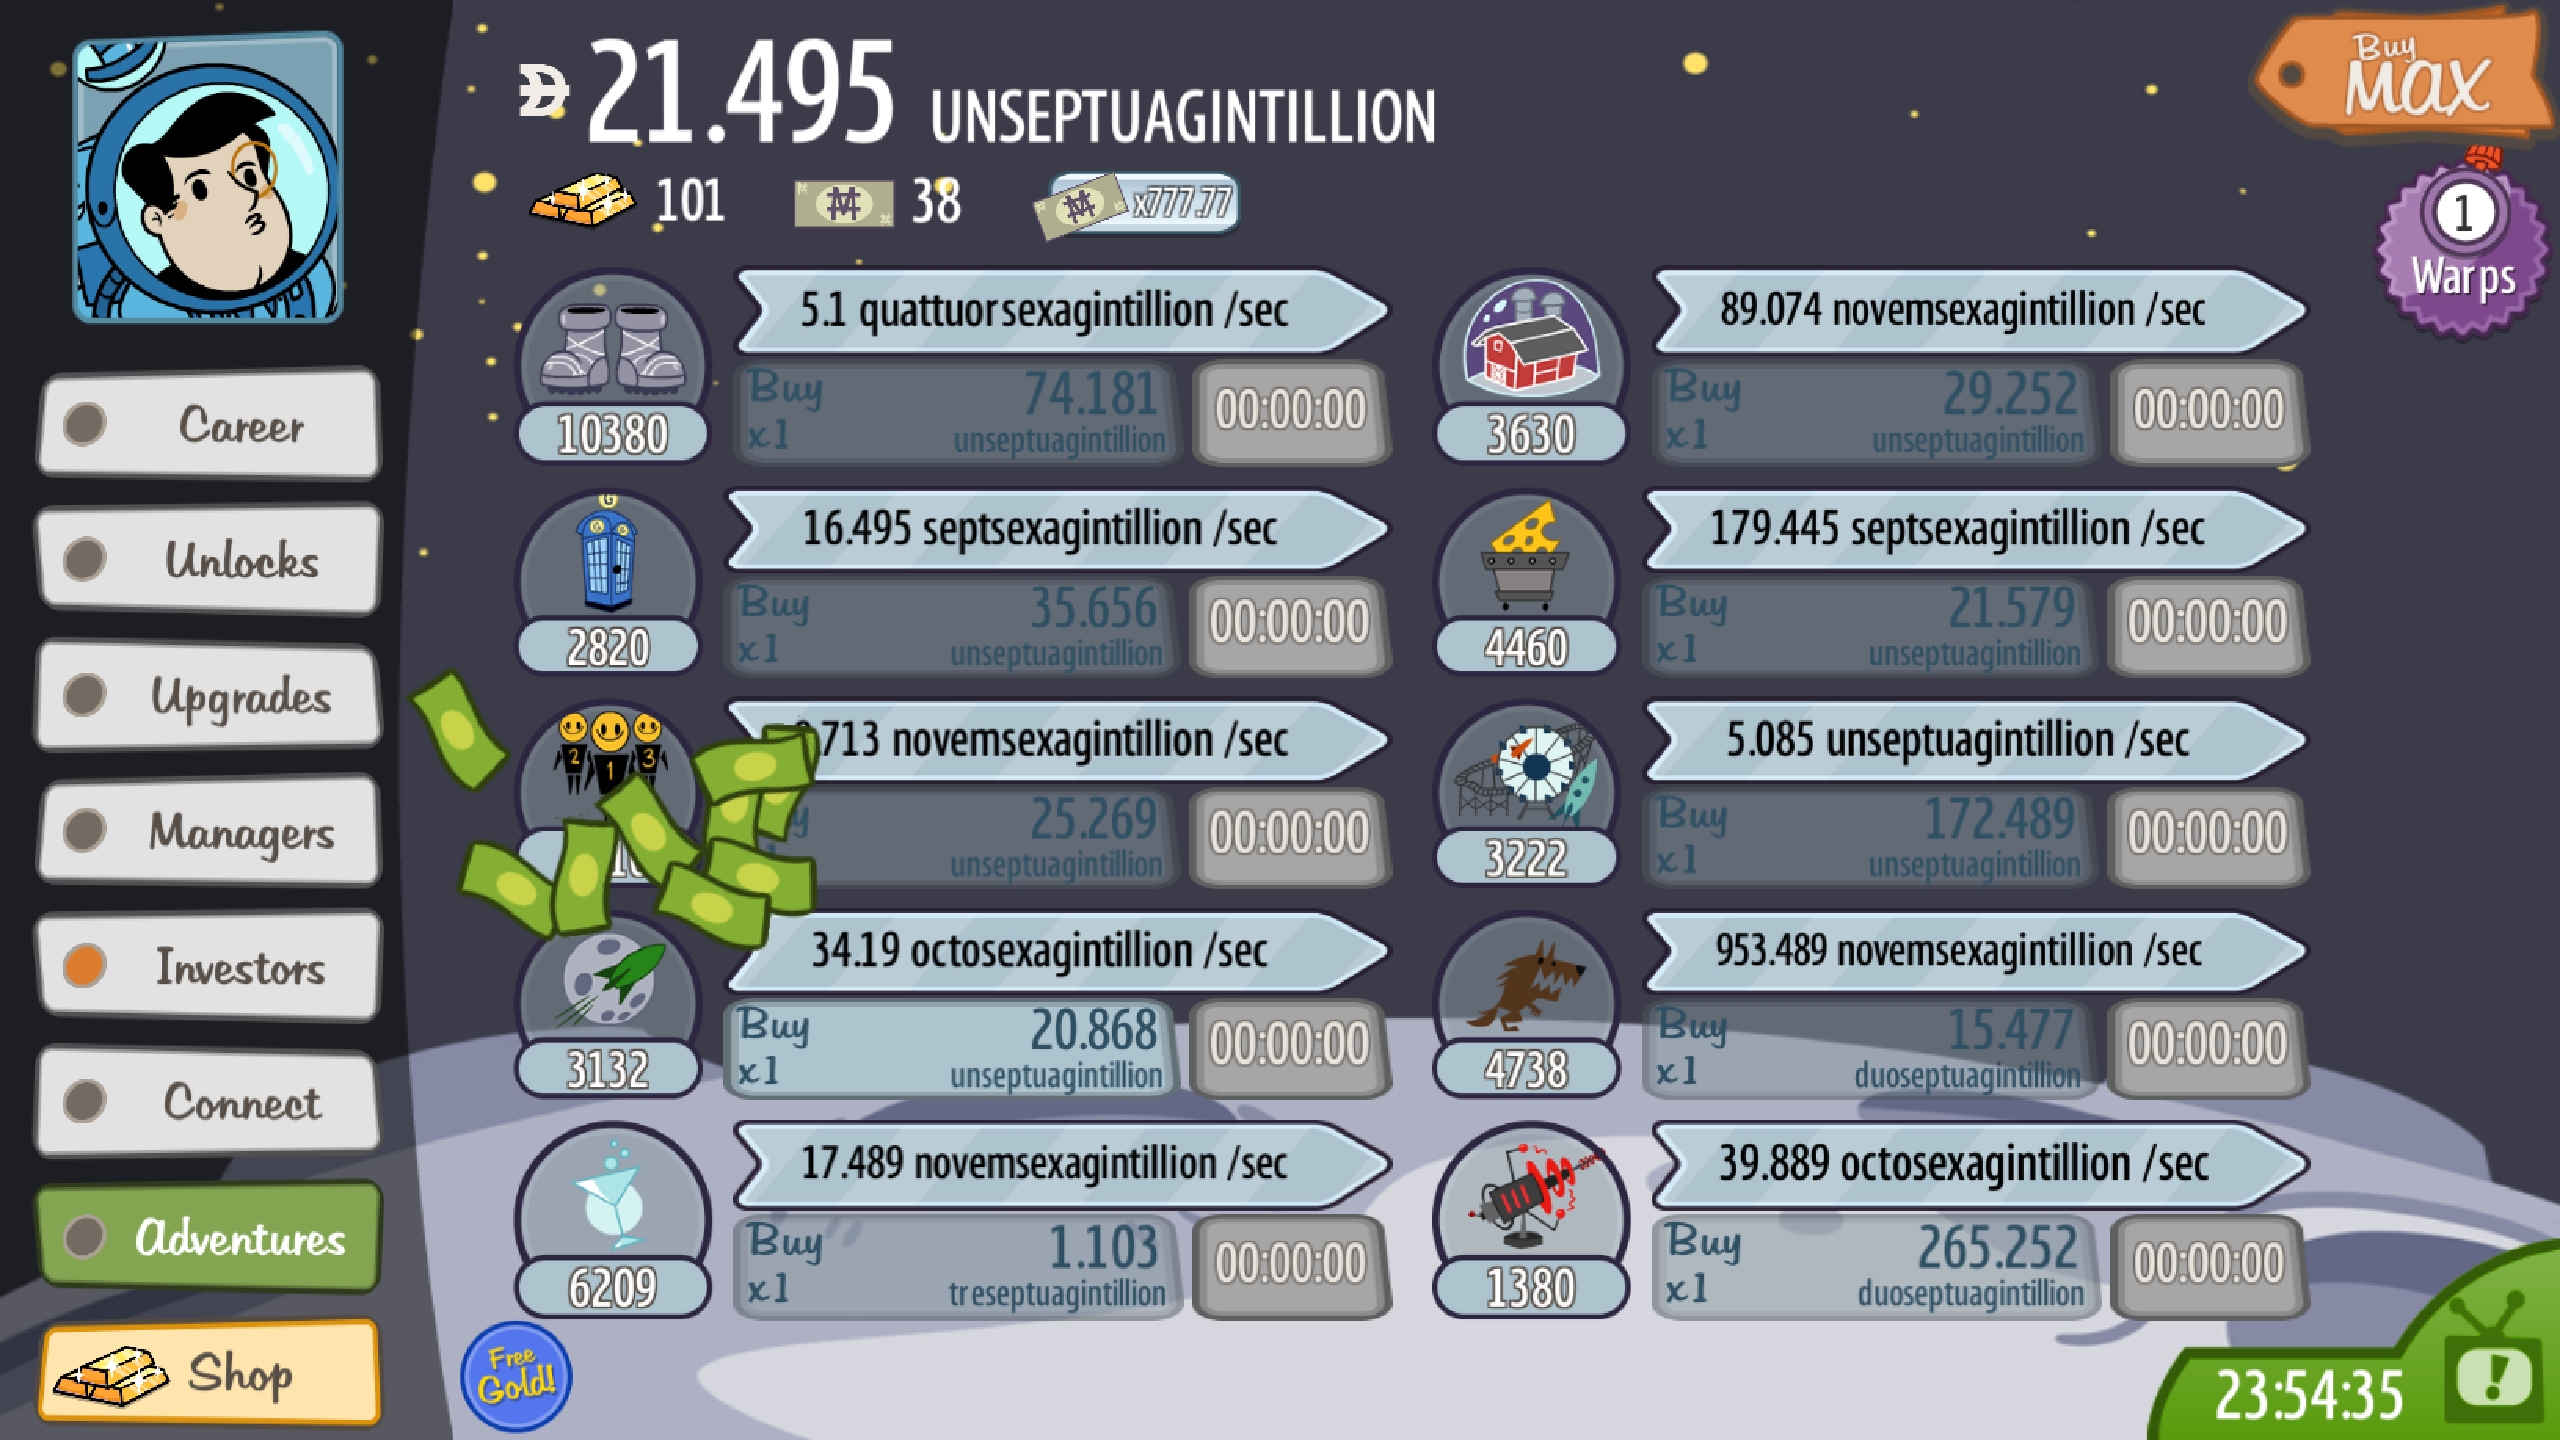 21.495 UNSEPTUAGINTILLION
Buy
MAX
101 38 x777.77
1
Warps
Career
Unlocks
Upgrades
Managers
Investors
Connect
Adventures
Shop
5.1 quattuorsexagintillion /sec
10380
Buy 74.181
x1 unseptuagintillion
00:00:00
89.074 novemsexagintillion /sec
3630
Buy 29.252
x1 unseptuagintillion
00:00:00
16.495 septsexagintillion /sec
2820
Buy 35.656
x1 unseptuagintillion
00:00:00
179.445 septsexagintillion /sec
4460
Buy 21.579
x1 unseptuagintillion
00:00:00
2 1 3
novemsexagintillion /sec
25.269
unseptuagintillion
00:00:00
5.085 unseptuagintillion /sec
3222
Buy 172.489
x1 unseptuagintillion
00:00:00
34.19 octosexagintillion /sec
3132
Buy 20.868
x1 unseptuagintillion
00:00:00
953.489 novemsexagintillion /sec
4738
Buy 15.477
x1 duoseptuagintillion
00:00:00
17.489 novemsexagintillion /sec
6209
Buy 1.103
x1 treseptuagintillion
00:00:00
39.889 octosexagintillion /sec
1380
Buy 265.252
x1 duoseptuagintillion
00:00:00
Free
Gold!
23:54:35
!